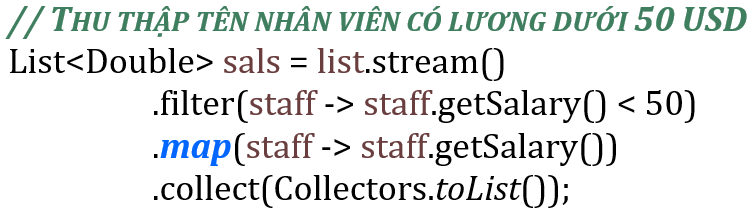 // THU THẬP TÊN NHÂN VIÊN CÓ LƯƠNG DƯỚI 50 USD
List<Double> sals = list.stream()
.filter(staff -> staff.getSalary() < 50)
.map(staff -> staff.getSalary())
.collect(Collectors.toList());